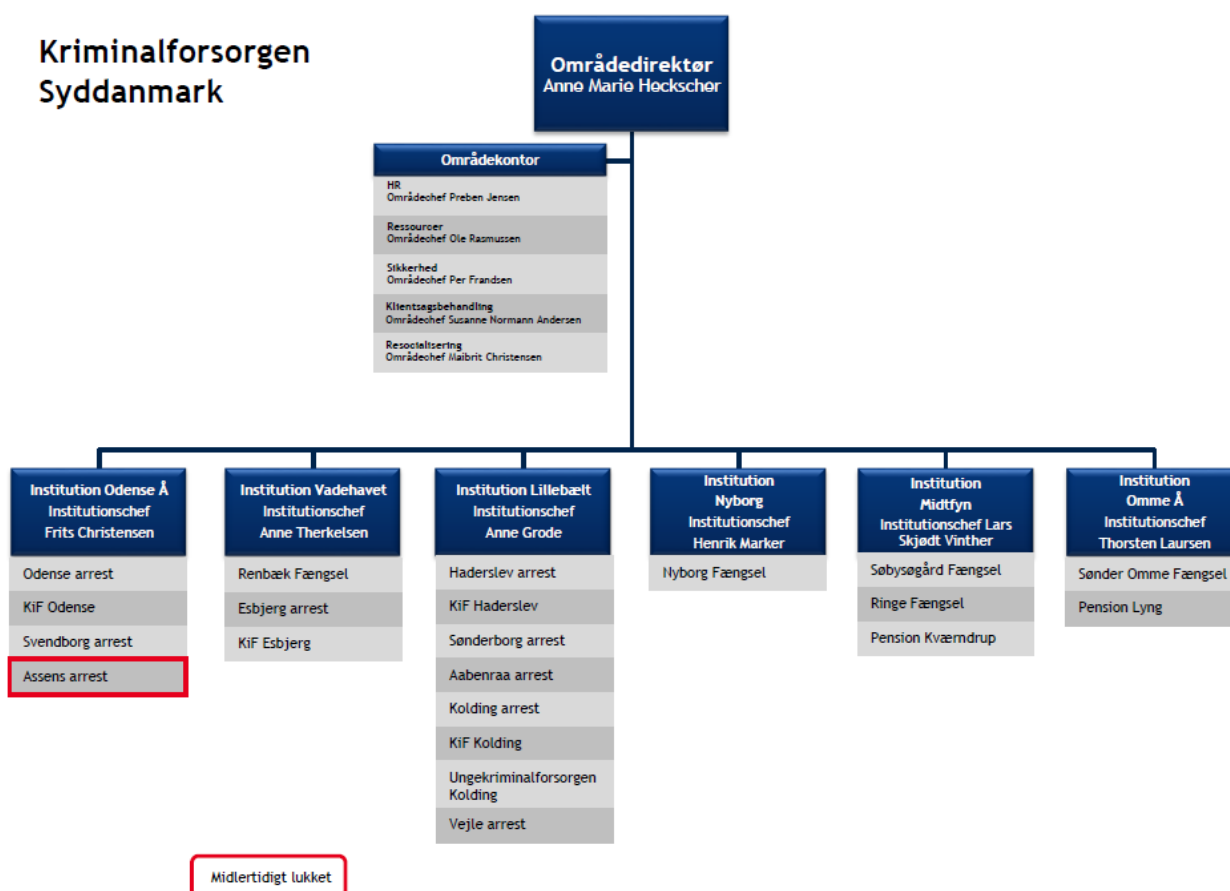 Kriminalforsorgen
Syddanmark
Områdedirektør
Anne Marie Heckscher
Områdekontor
HR
Områdechef Preben Jensen
Ressourcer
Områdechef Ole Rasmussen
Sikkerhed
Områdechef Per Frandsen
Klientsagsbehandling
Områdechef Susanne Normann Andersen
Resocialisering
Områdechef Maibrit Christensen
Institution Odense Å
Institutionschef
Frits Christensen
Odense arrest
KiF Odense
Svendborg arrest
Assens arrest
Institution Vadehavet
Institutionschef
Anne Therkelsen
Renbæk Fængsel
Esbjerg arrest
KiF Esbjerg
Institution Lillebælt
Institutionschef
Anne Grode
Haderslev arrest
KiF Haderslev
Sønderborg arrest
Aabenraa arrest
Kolding arrest
KiF Kolding
Ungekriminalforsorgen
Kolding
Vejle arrest
Institution
Nyborg
Institutionschef
Henrik Marker
Nyborg Fængsel
Institution
Midtfyn
Institutionschef Lars
Skjødt Vinther
Søbysøgård Fængsel
Ringe Fængsel
Pension Kværndrup
Institution
Omme Å
Institutionschef
Thorsten Laursen
Sønder Omme Fængsel
Pension Lyng
Midlertidigt lukket